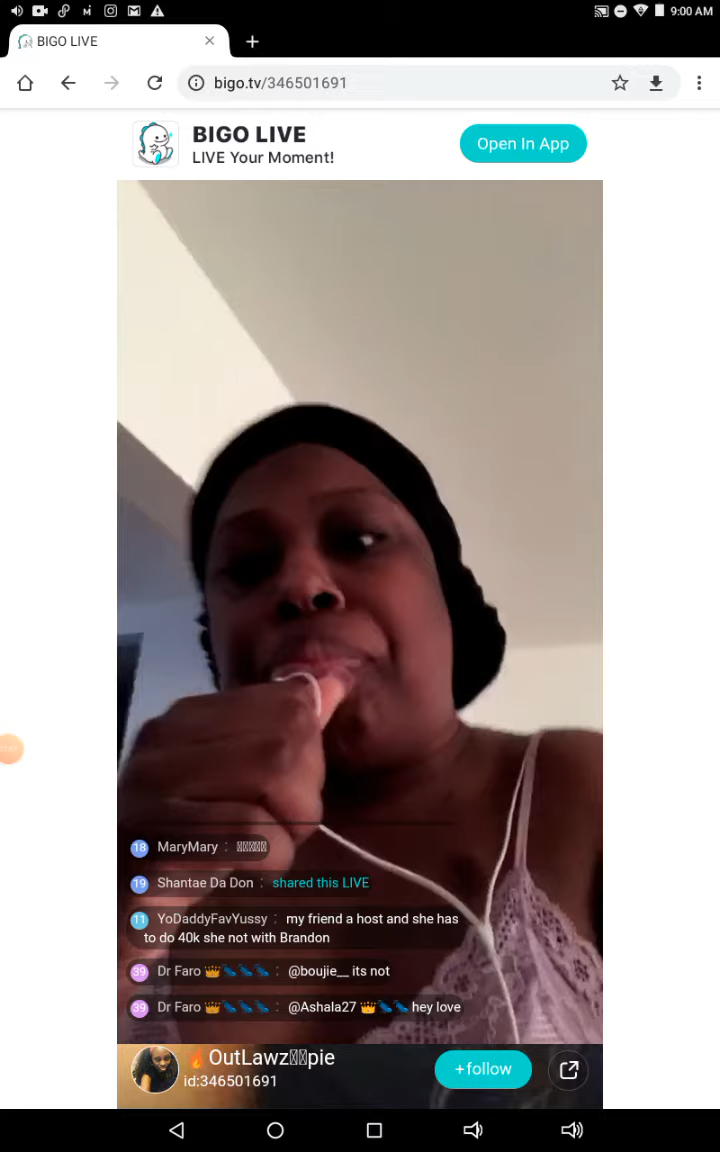 9:00 AM
BIGO LIVE
bigo.tv/346501691
BIGO LIVE
LIVE Your Moment!
Open In App
18 MaryMary :
19 Shantae Da Don : shared this LIVE
11 YoDaddyFavYussy : my friend a host and she has
to do 40k she not with Brandon
39 Dr Faro 👑 : @boujie__ its not
39 Dr Faro 👑 : @Ashala27 👑 hey love
🔥OutLawz pie
+follow
id:346501691